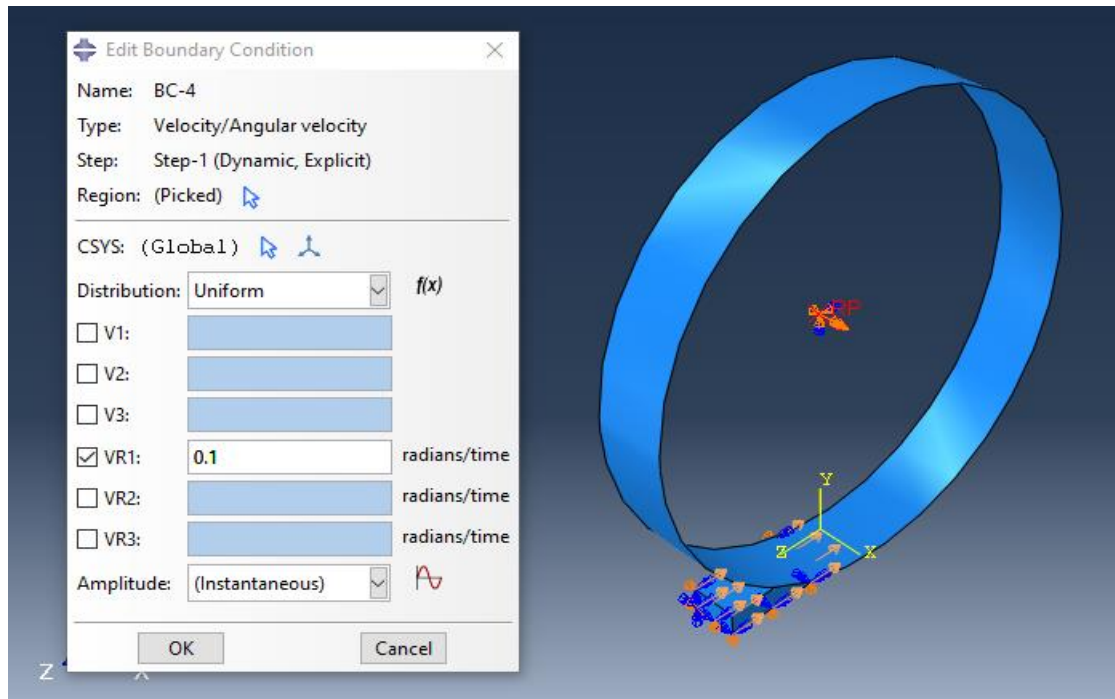 Edit Boundary Condition
Name: BC-4
Type: Velocity/Angular velocity
Step: Step-1 (Dynamic, Explicit)
Region: (Picked)
CSYS: (Global)
Distribution: Uniform f(x)
V1:
V2:
V3:
VR1: 0.1 radians/time
VR2: radians/time
VR3: radians/time
Amplitude: (Instantaneous)
OK Cancel
RP
Y
Z X
Z X